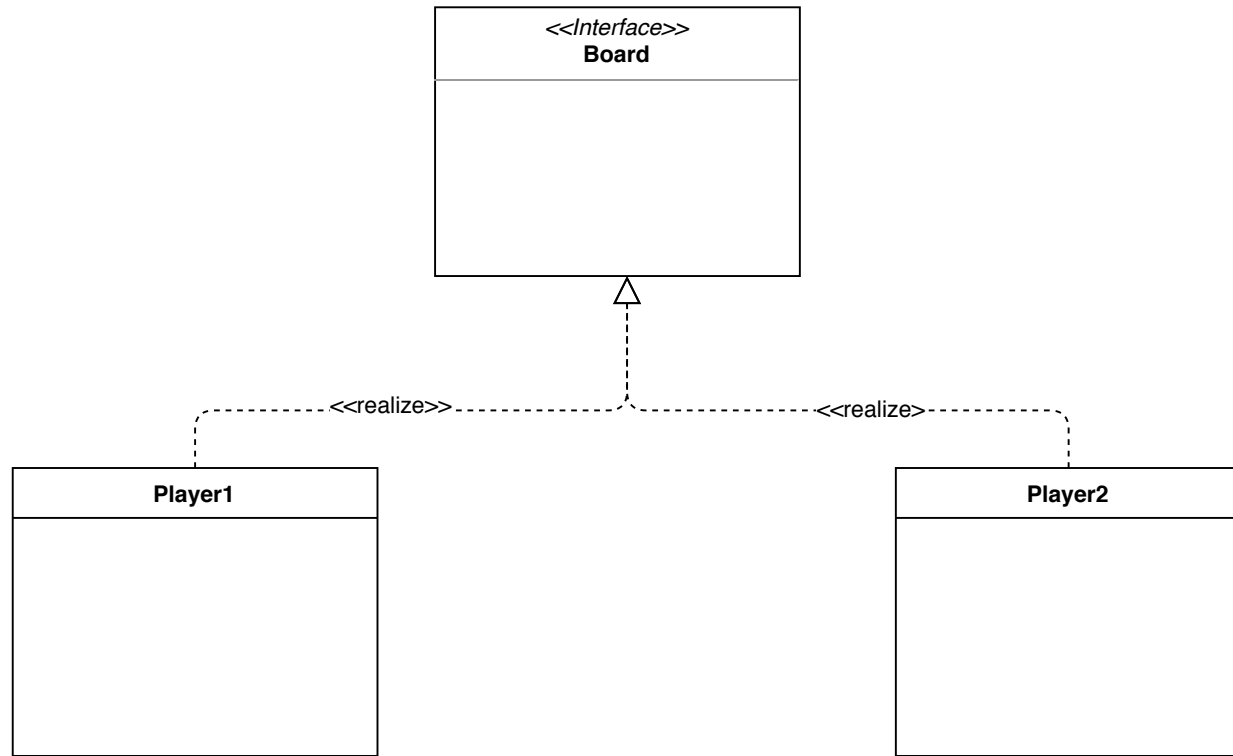 <<Interface>>
Board
<<realize>>
<<realize>
Player1
Player2